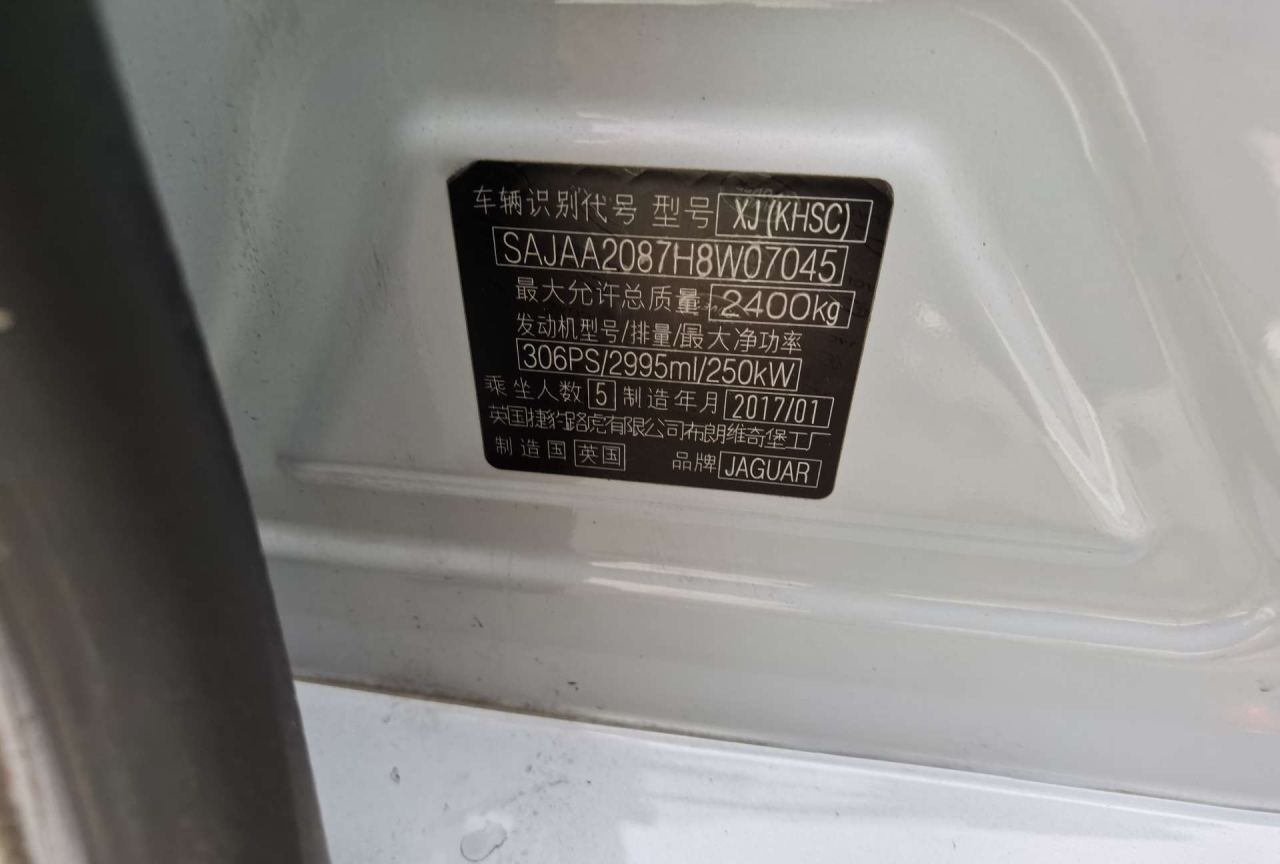 车辆识别代号 型号 XJ(KHSC)
SAJAA2087H8W07045
最大允许总质量 2400kg
发动机型号/排量/最大净功率
306PS/2995ml/250kW
乘坐人数 5 制造年月 2017/01
英国捷豹路虎有限公司布朗维奇堡工厂
制造国 英国 品牌 JAGUAR